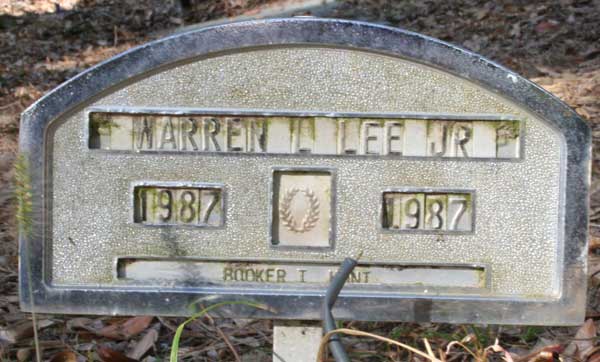 WARREN L LEE JR
1987
1987
BOOKER T